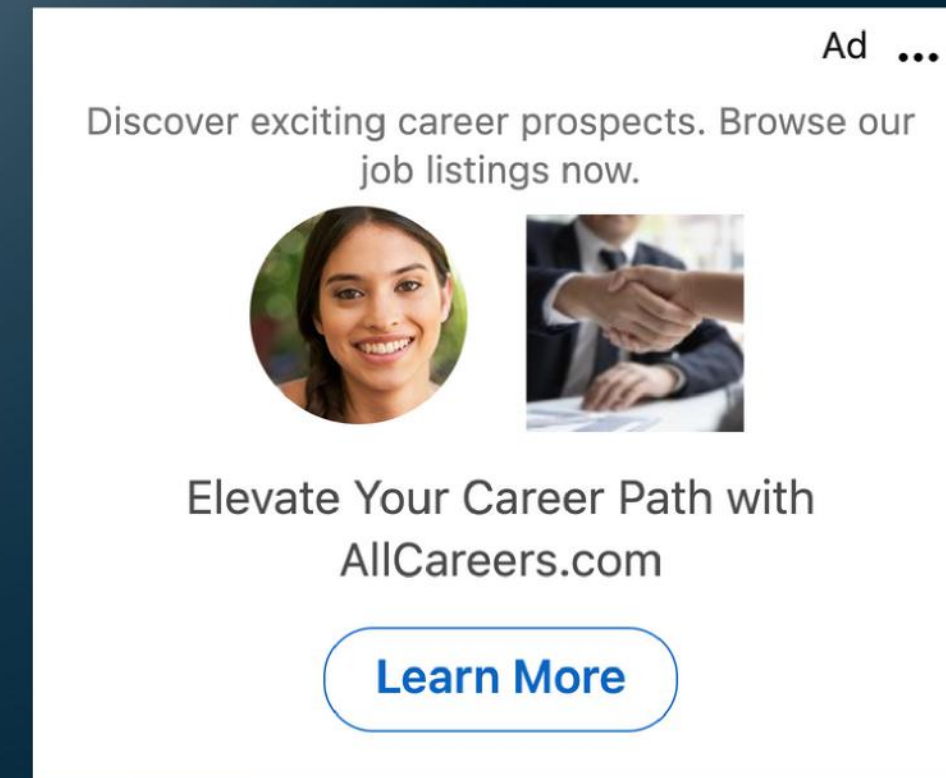 Ad ...
Discover exciting career prospects. Browse our
job listings now.
Elevate Your Career Path with
AllCareers.com
Learn More